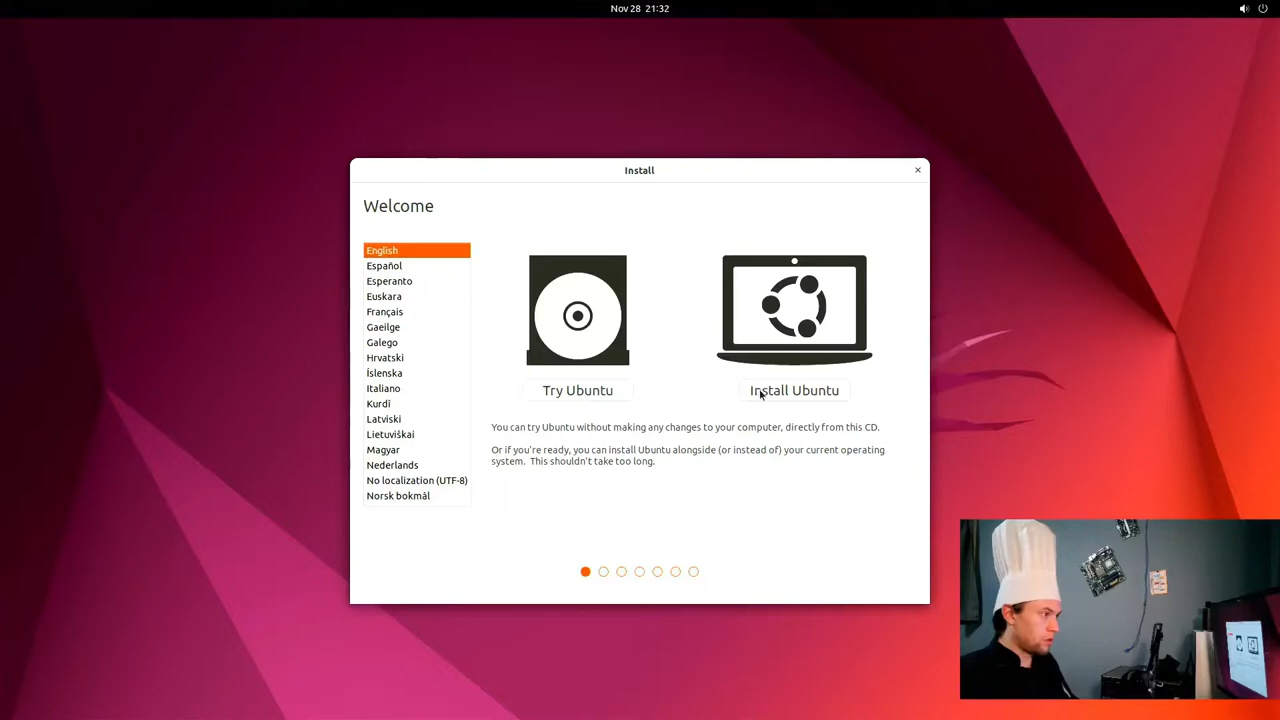 Nov 28 21:32
Install
Welcome
English
Español
Esperanto
Euskara
Français
Gaeilge
Galego
Hrvatski
Íslenska
Italiano
Kurdî
Latviski
Lietuviškai
Magyar
Nederlands
No localization (UTF-8)
Norsk bokmål
Try Ubuntu
Install Ubuntu
You can try Ubuntu without making any changes to your computer, directly from this CD.
Or if you're ready, you can install Ubuntu alongside (or instead of) your current operating
system. This shouldn't take too long.